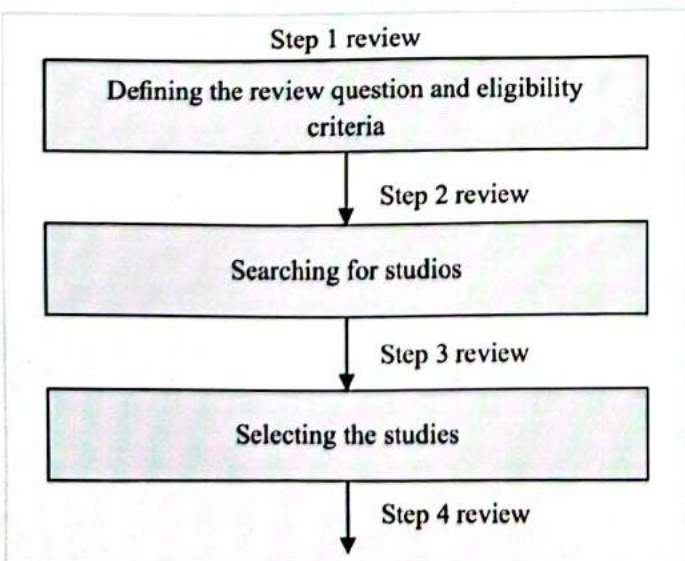 Step 1 review
Defining the review question and eligibility
criteria
Step 2 review
Searching for studios
Step 3 review
Selecting the studies
Step 4 review